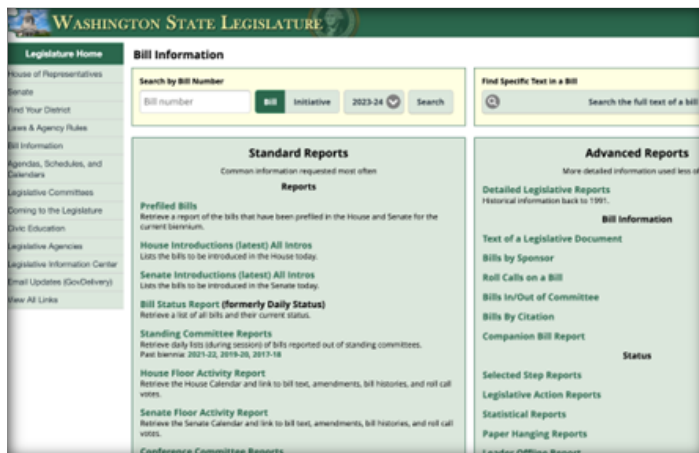 WASHINGTON STATE LEGISLATURE
Legislature Home
House of Representatives
Senate
Find Your District
Laws & Agency Rules
Bill Information
Agendas, Schedules, and
Calendars
Legislative Committees
Coming to the Legislature
Civic Education
Legislative Agencies
Legislative Information Center
Email Updates (GovDelivery)
View All Links
Bill Information
Search by Bill Number
Bill number
Bill
Initiative
2023-24
Search
Find Specific Text in a Bill
Search the full text of a bill
Standard Reports
Common information requested most often
Reports
Prefiled Bills
Retrieve a report of the bills that have been prefiled in the House and Senate for the
current biennium.
House Introductions (latest) All Intros
Lists the bills to be introduced in the House today.
Senate Introductions (latest) All Intros
Lists the bills to be introduced in the Senate today.
Bill Status Report (formerly Daily Status)
Retrieve a list of all bills and their current status.
Standing Committee Reports
Retrieve daily lists (during session) of bills reported out of standing committees.
Past biennia: 2021-22, 2019-20, 2017-18
House Floor Activity Report
Retrieve the House Calendar and link to bill text, amendments, bill histories, and roll call
votes.
Senate Floor Activity Report
Retrieve the Senate Calendar and link to bill text, amendments, bill histories, and roll call
votes.
Conference Committee Reports
Advanced Reports
More detailed information used less of
Detailed Legislative Reports
Historical information back to 1991.
Bill Information
Text of a Legislative Document
Bills by Sponsor
Roll Calls on a Bill
Bills In/Out of Committee
Bills By Citation
Companion Bill Report
Status
Selected Step Reports
Legislative Action Reports
Statistical Reports
Paper Hanging Reports
Leader Offline Report